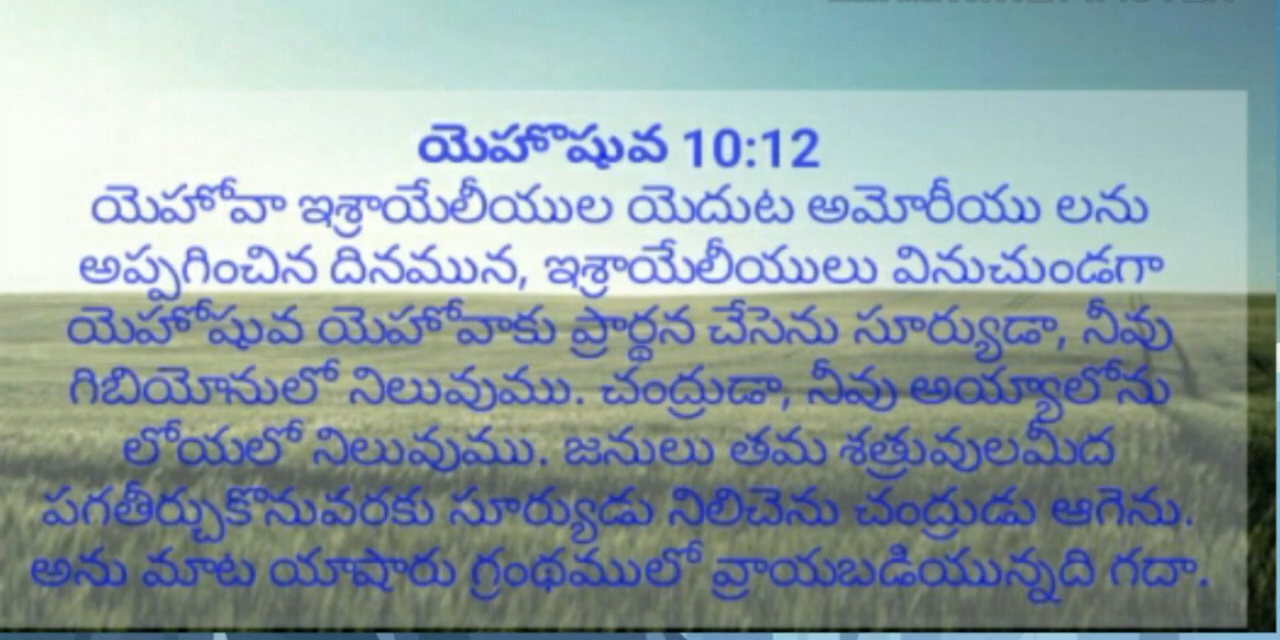 యెహొషువ 10:12
యెహోవా ఇశ్రాయేలీయుల యెదుట అమోరీయు లను
అప్పగించిన దినమున, ఇశ్రాయేలీయులు వినుచుండగా
యెహోషువ యెహోవాకు ప్రార్థన చేసెను సూర్యుడా, నీవు
గిబియోనులో నిలువుము. చంద్రుడా, నీవు అయ్యాలోను
లోయలో నిలువుము. జనులు తమ శత్రువులమీద
పగతీర్చుకొనువరకు సూర్యుడు నిలిచెను చంద్రుడు ఆగెను.
అను మాట యాషారు గ్రంథములో వ్రాయబడియున్నది గదా.